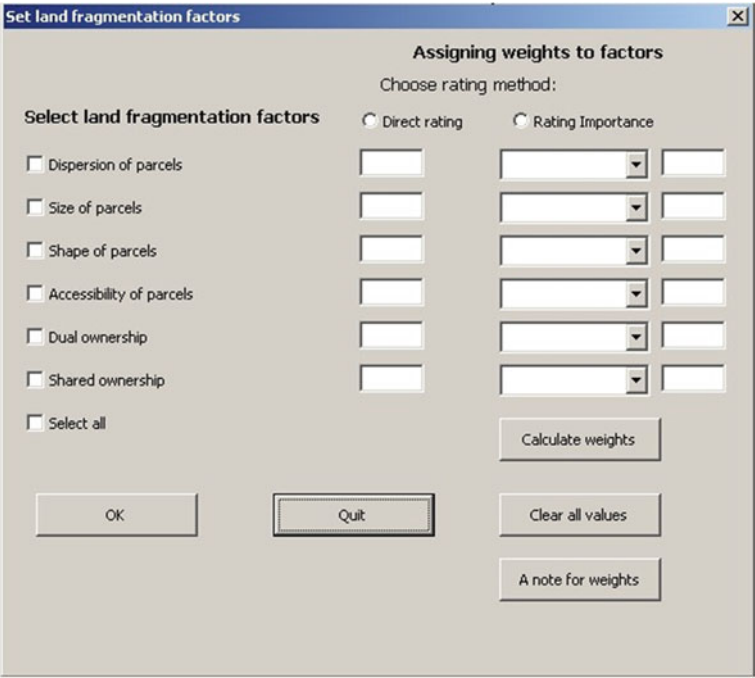 Set land fragmentation factors
Assigning weights to factors
Choose rating method:
Select land fragmentation factors
Direct rating
Rating Importance
Dispersion of parcels
Size of parcels
Shape of parcels
Accessibility of parcels
Dual ownership
Shared ownership
Select all
Calculate weights
OK
Quit
Clear all values
A note for weights